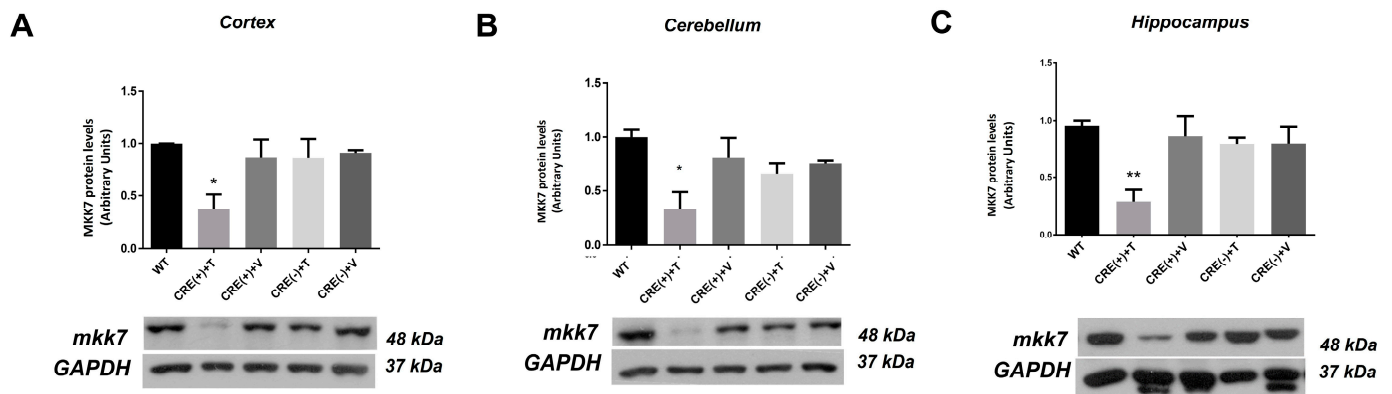 A
Cortex
MKK7 protein levels
(Arbitrary Units)
1.5
1.0
0.5
0.0
WT
CRE(+)+T
CRE(+)+V
CRE(-)+T
CRE(-)+V
*
mkk7
48 kDa
GAPDH
37 kDa
B
Cerebellum
MKK7 protein levels
(Arbitrary Units)
1.5
1.0
0.5
0.0
WT
CRE(+)+T
CRE(+)+V
CRE(-)+T
CRE(-)+V
*
mkk7
48 kDa
GAPDH
37 kDa
C
Hippocampus
MKK7 protein levels
(Arbitrary Units)
1.5
1.0
0.5
0.0
WT
CRE(+)+T
CRE(+)+V
CRE(-)+T
CRE(-)+V
**
mkk7
48 kDa
GAPDH
37 kDa